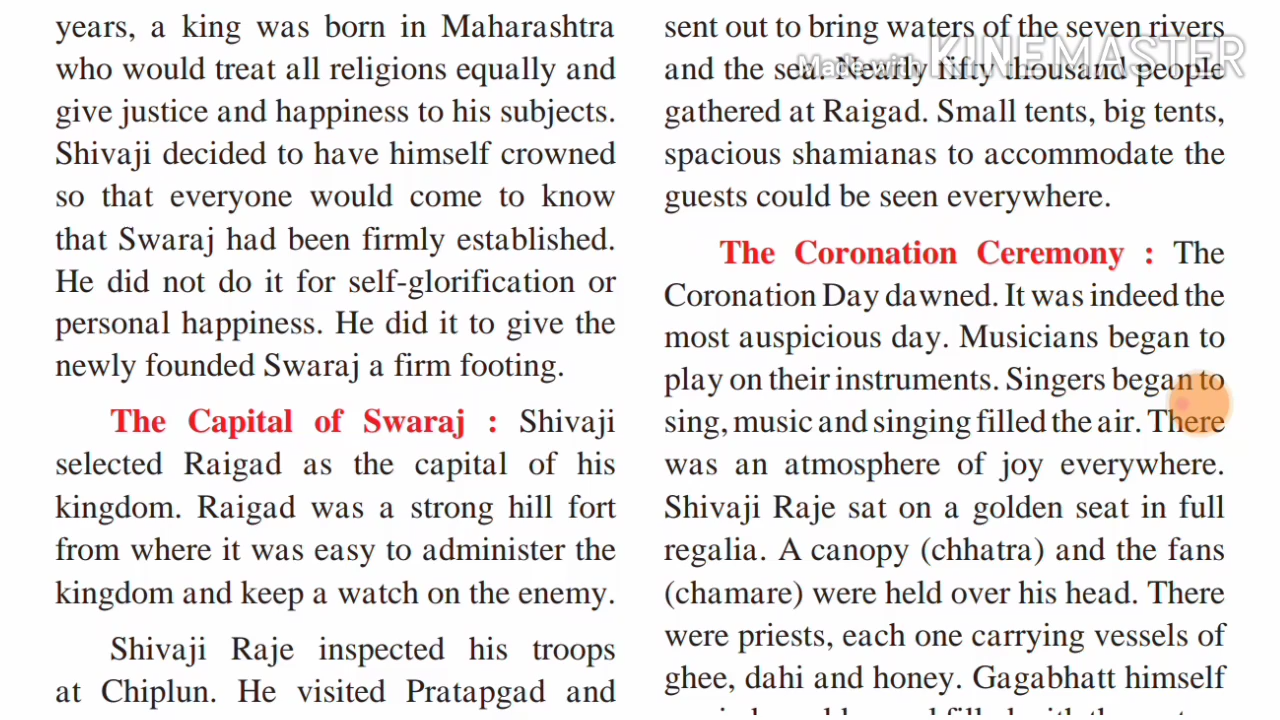 years, a king was born in Maharashtra
who would treat all religions equally and
give justice and happiness to his subjects.
Shivaji decided to have himself crowned
so that everyone would come to know
that Swaraj had been firmly established.
He did not do it for self-glorification or
personal happiness. He did it to give the
newly founded Swaraj a firm footing.
The Capital of Swaraj : Shivaji
selected Raigad as the capital of his
kingdom. Raigad was a strong hill fort
from where it was easy to administer the
kingdom and keep a watch on the enemy.
Shivaji Raje inspected his troops
at Chiplun. He visited Pratapgad and
sent out to bring waters of the seven rivers
and the sea. Nearly fifty thousand people
gathered at Raigad. Small tents, big tents,
spacious shamianas to accommodate the
guests could be seen everywhere.
The Coronation Ceremony : The
Coronation Day dawned. It was indeed the
most auspicious day. Musicians began to
play on their instruments. Singers began to
sing, music and singing filled the air. There
was an atmosphere of joy everywhere.
Shivaji Raje sat on a golden seat in full
regalia. A canopy (chhatra) and the fans
(chamare) were held over his head. There
were priests, each one carrying vessels of
ghee, dahi and honey. Gagabhatt himself
Made with KINEMASTER